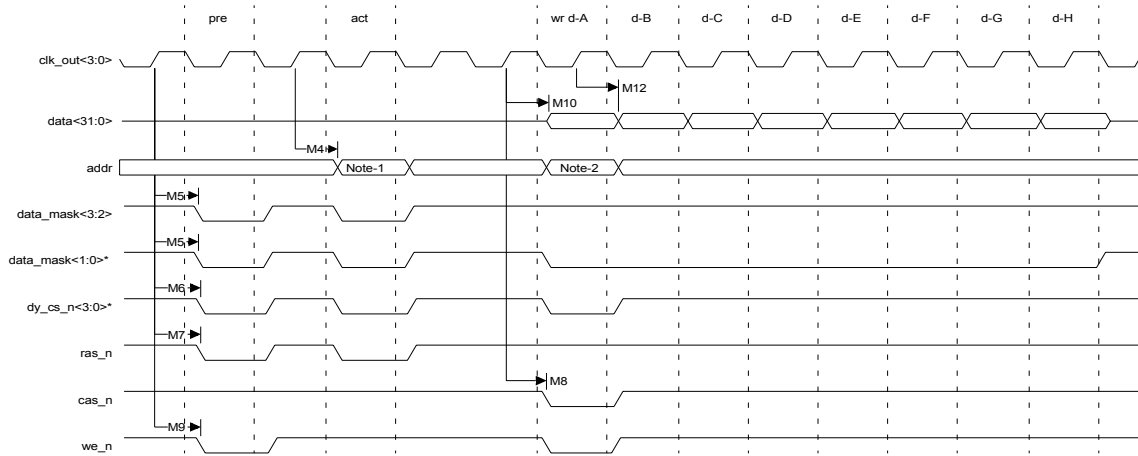 pre act wr d-A d-B d-C d-D d-E d-F d-G d-H
clk_out<3:0>
M12
M10
data<31:0>
M4
addr Note-1 Note-2
M5
data_mask<3:2>
M5
data_mask<1:0>*
M6
dy_cs_n<3:0>*
M7
ras_n
M8
cas_n
M9
we_n